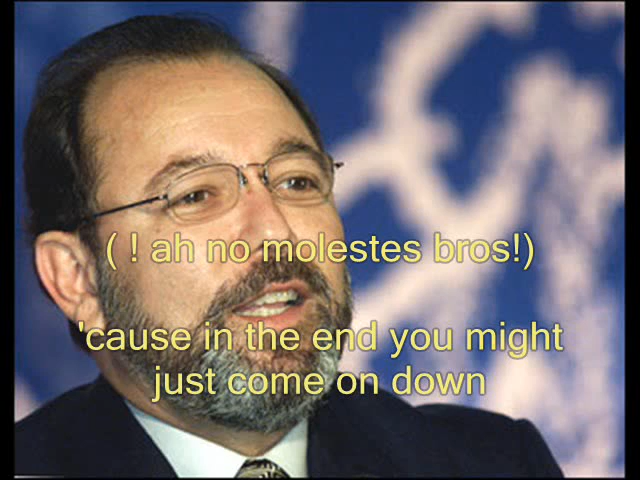 ( ! ah no molestes bros!)
'cause in the end you might
just come on down